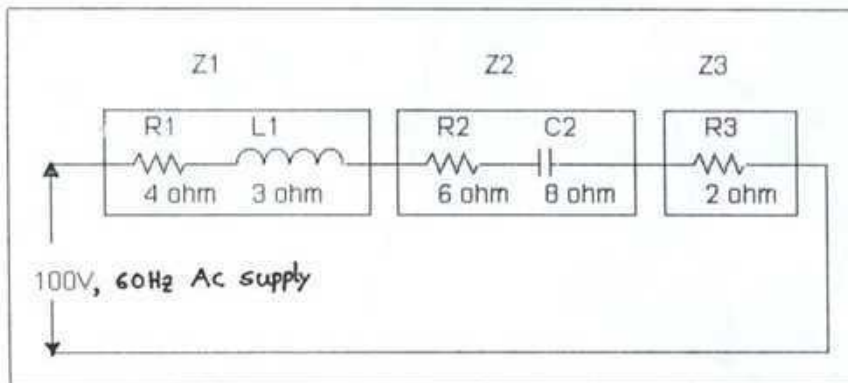 Z1 Z2 Z3
R1 L1 R2 C2 R3
4 ohm 3 ohm 6 ohm 8 ohm 2 ohm
100V, 60Hz Ac supply